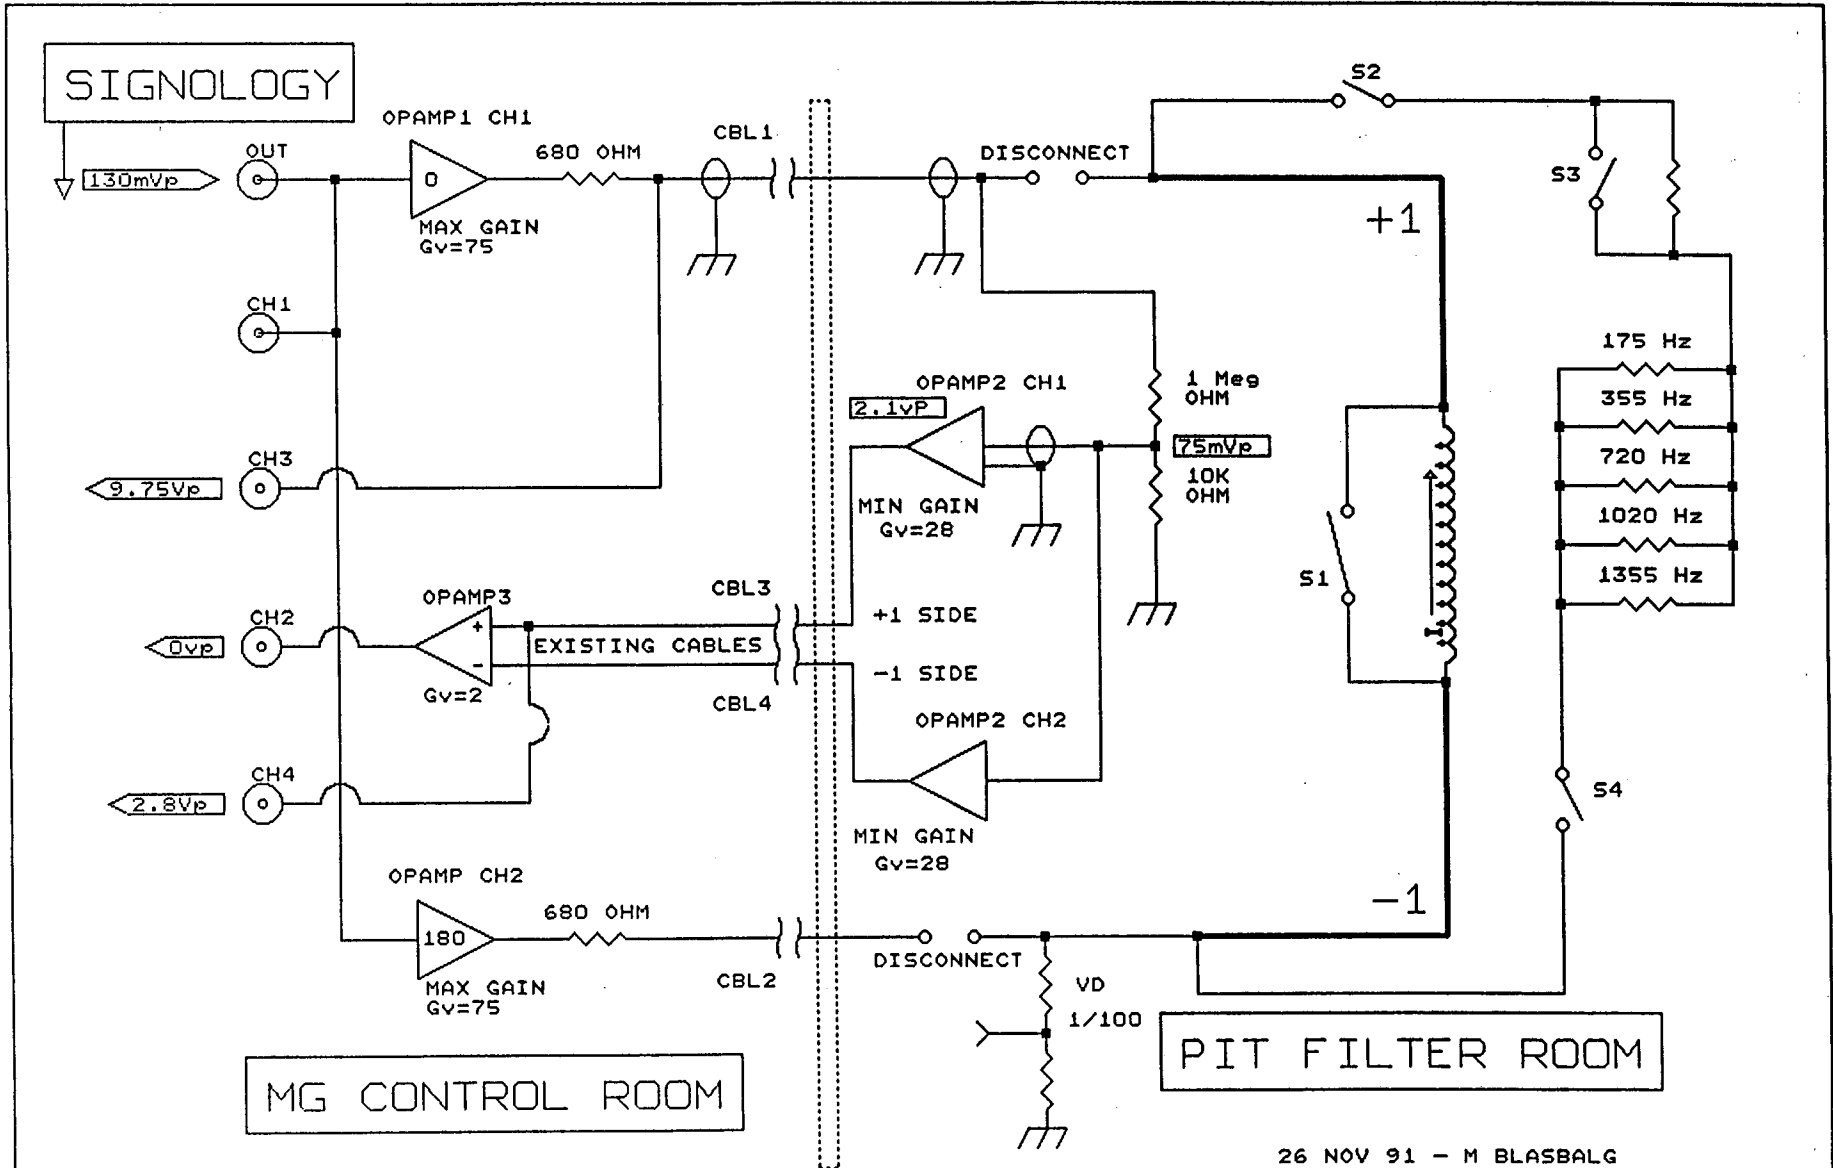 SIGNOLOGY
130mVp
OUT
OPAMP1 CH1
0
MAX GAIN
Gv=75
680 OHM
CBL1
DISCONNECT
S2
S3
+1
CH1
175 Hz
355 Hz
720 Hz
1020 Hz
1355 Hz
OPAMP2 CH1
2.1vP
1 Meg
OHM
75mVp
10K
OHM
MIN GAIN
Gv=28
CH3
9.75Vp
S1
CBL3
OPAMP3
+
-
Gv=2
EXISTING CABLES
+1 SIDE
-1 SIDE
CH2
0vp
CBL4
OPAMP2 CH2
MIN GAIN
Gv=28
CH4
2.8Vp
S4
OPAMP CH2
180
MAX GAIN
Gv=75
680 OHM
CBL2
DISCONNECT
-1
VD
1/100
MG CONTROL ROOM
PIT FILTER ROOM
26 NOV 91 - M BLASBALG